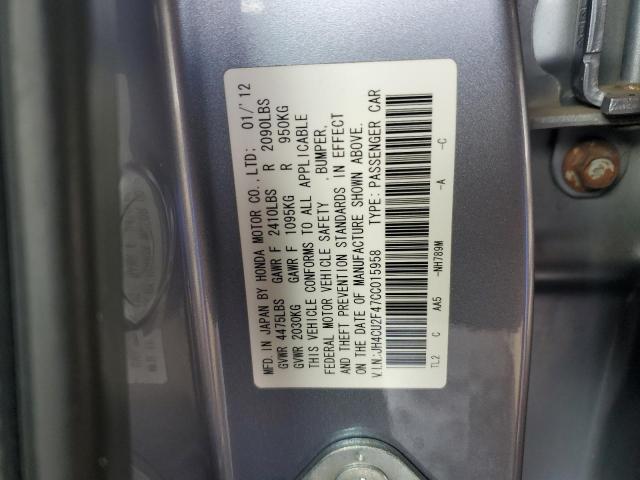 MFD. IN JAPAN BY HONDA MOTOR CO., LTD: 01/'12
GVWR 4475LBS GAWR F 2410LBS R 2090LBS
GVWR 2030KG GAWR F 1095KG R 950KG
THIS VEHICLE CONFORMS TO ALL APPLICABLE
FEDERAL MOTOR VEHICLE SAFETY , BUMPER,
AND THEFT PREVENTION STANDARDS IN EFFECT
ON THE DATE OF MANUFACTURE SHOWN ABOVE.
V.I.N:JH4CU2F47CC015958 TYPE: PASSENGER CAR
TL2 C AA5 -NH789M -A -C